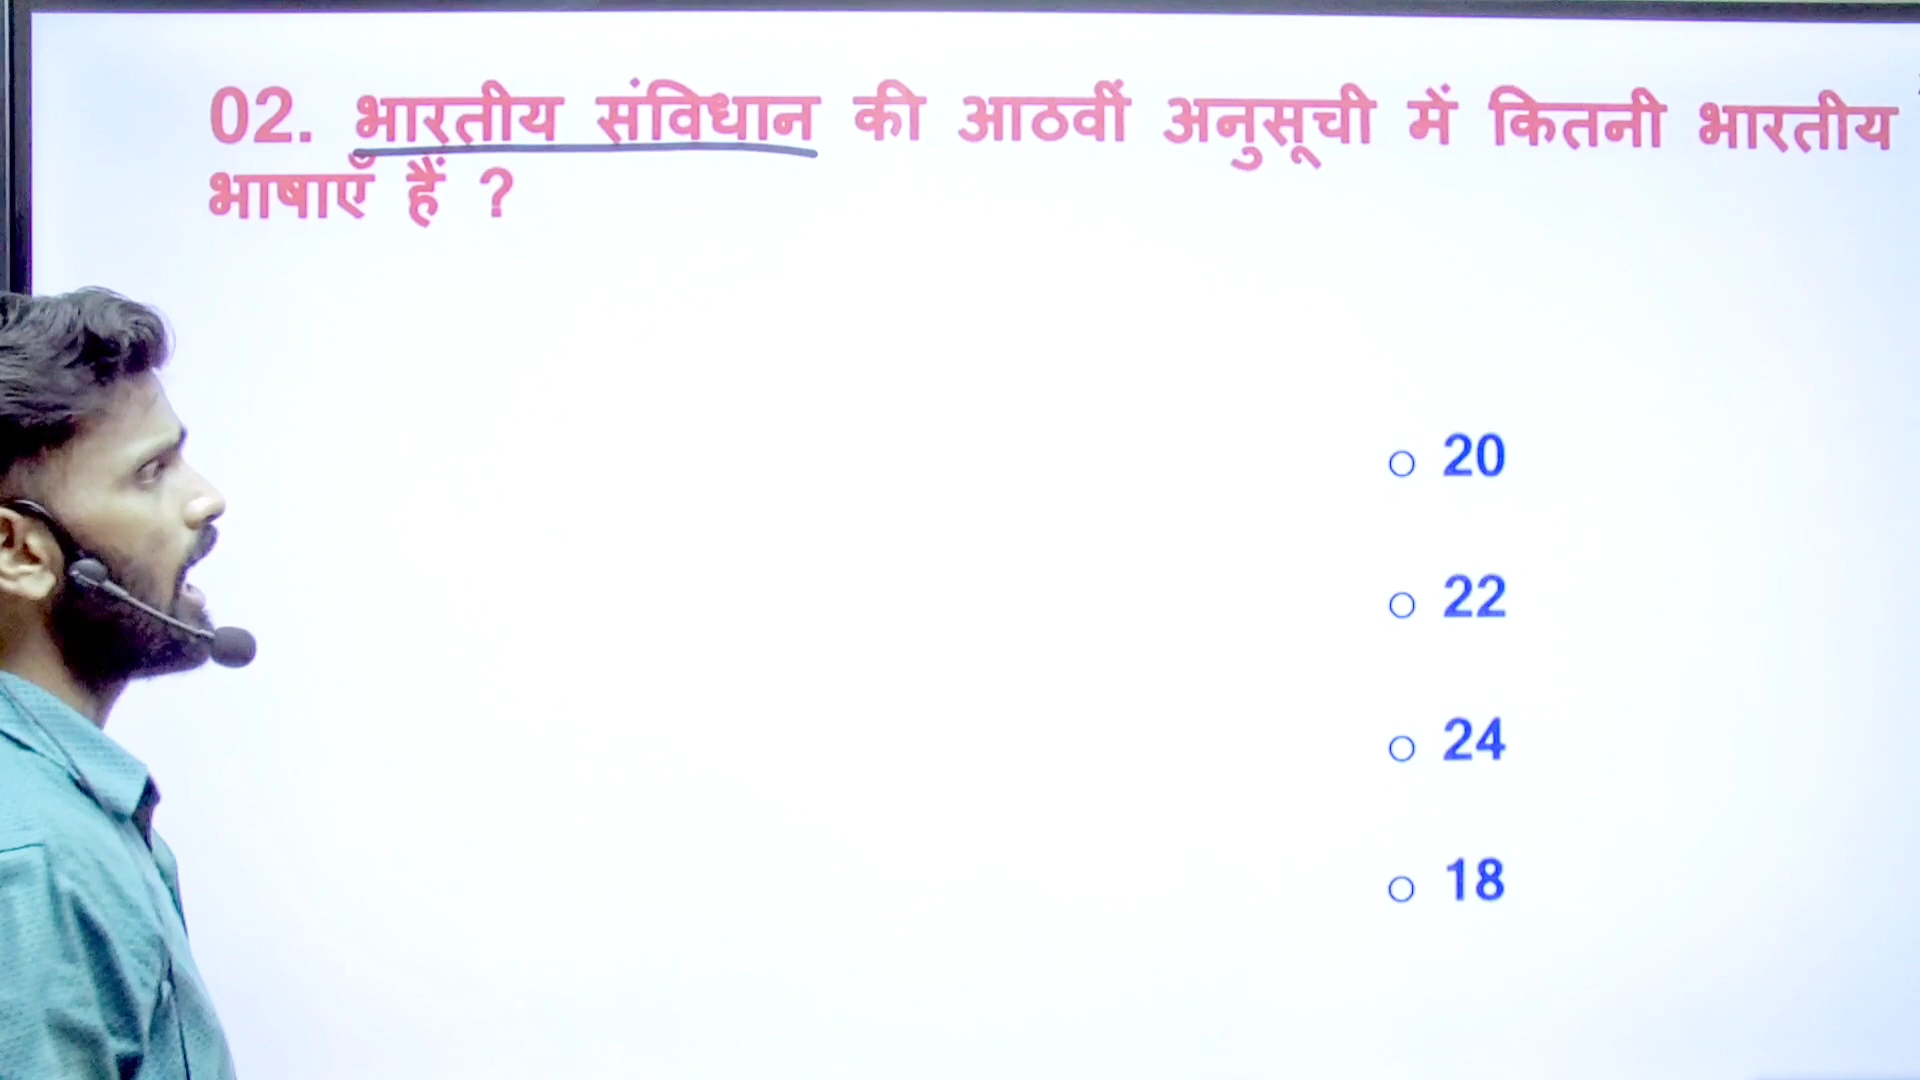 02. भारतीय संविधान की आठवीं अनुसूची में कितनी भारतीय
भाषाएँ हैं ?
○ 20
○ 22
○ 24
○ 18